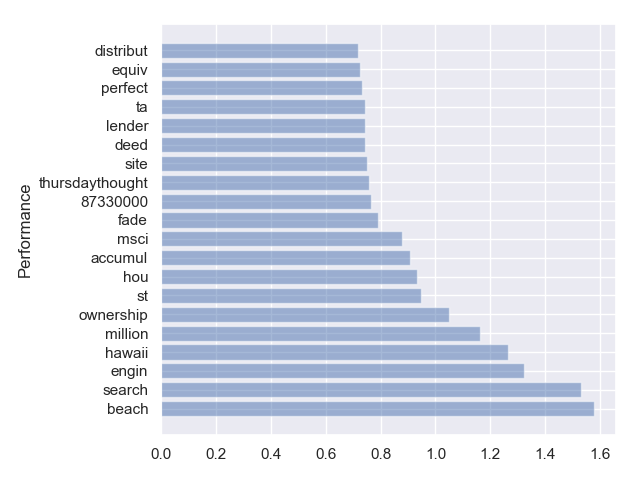 distribut
equiv
perfect
ta
lender
deed
site
thursdaythought
87330000
fade
msci
accumul
hou
st
ownership
million
hawaii
engin
search
beach
Performance
0.0 0.2 0.4 0.6 0.8 1.0 1.2 1.4 1.6